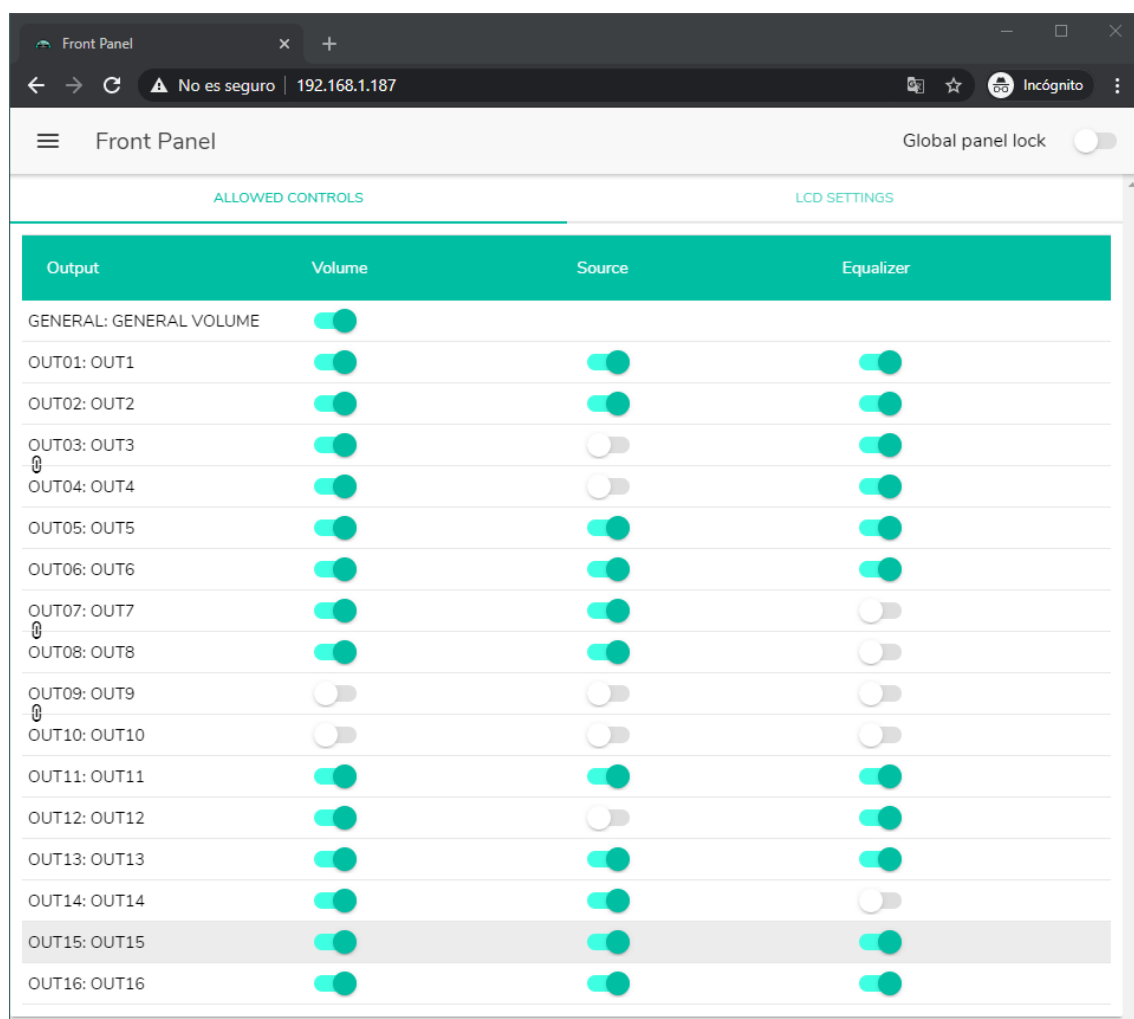 Front Panel
No es seguro 192.168.1.187 Incógnito
Front Panel Global panel lock
ALLOWED CONTROLS LCD SETTINGS
Output Volume Source Equalizer
GENERAL: GENERAL VOLUME
OUT01: OUT1
OUT02: OUT2
OUT03: OUT3
OUT04: OUT4
OUT05: OUT5
OUT06: OUT6
OUT07: OUT7
OUT08: OUT8
OUT09: OUT9
OUT10: OUT10
OUT11: OUT11
OUT12: OUT12
OUT13: OUT13
OUT14: OUT14
OUT15: OUT15
OUT16: OUT16